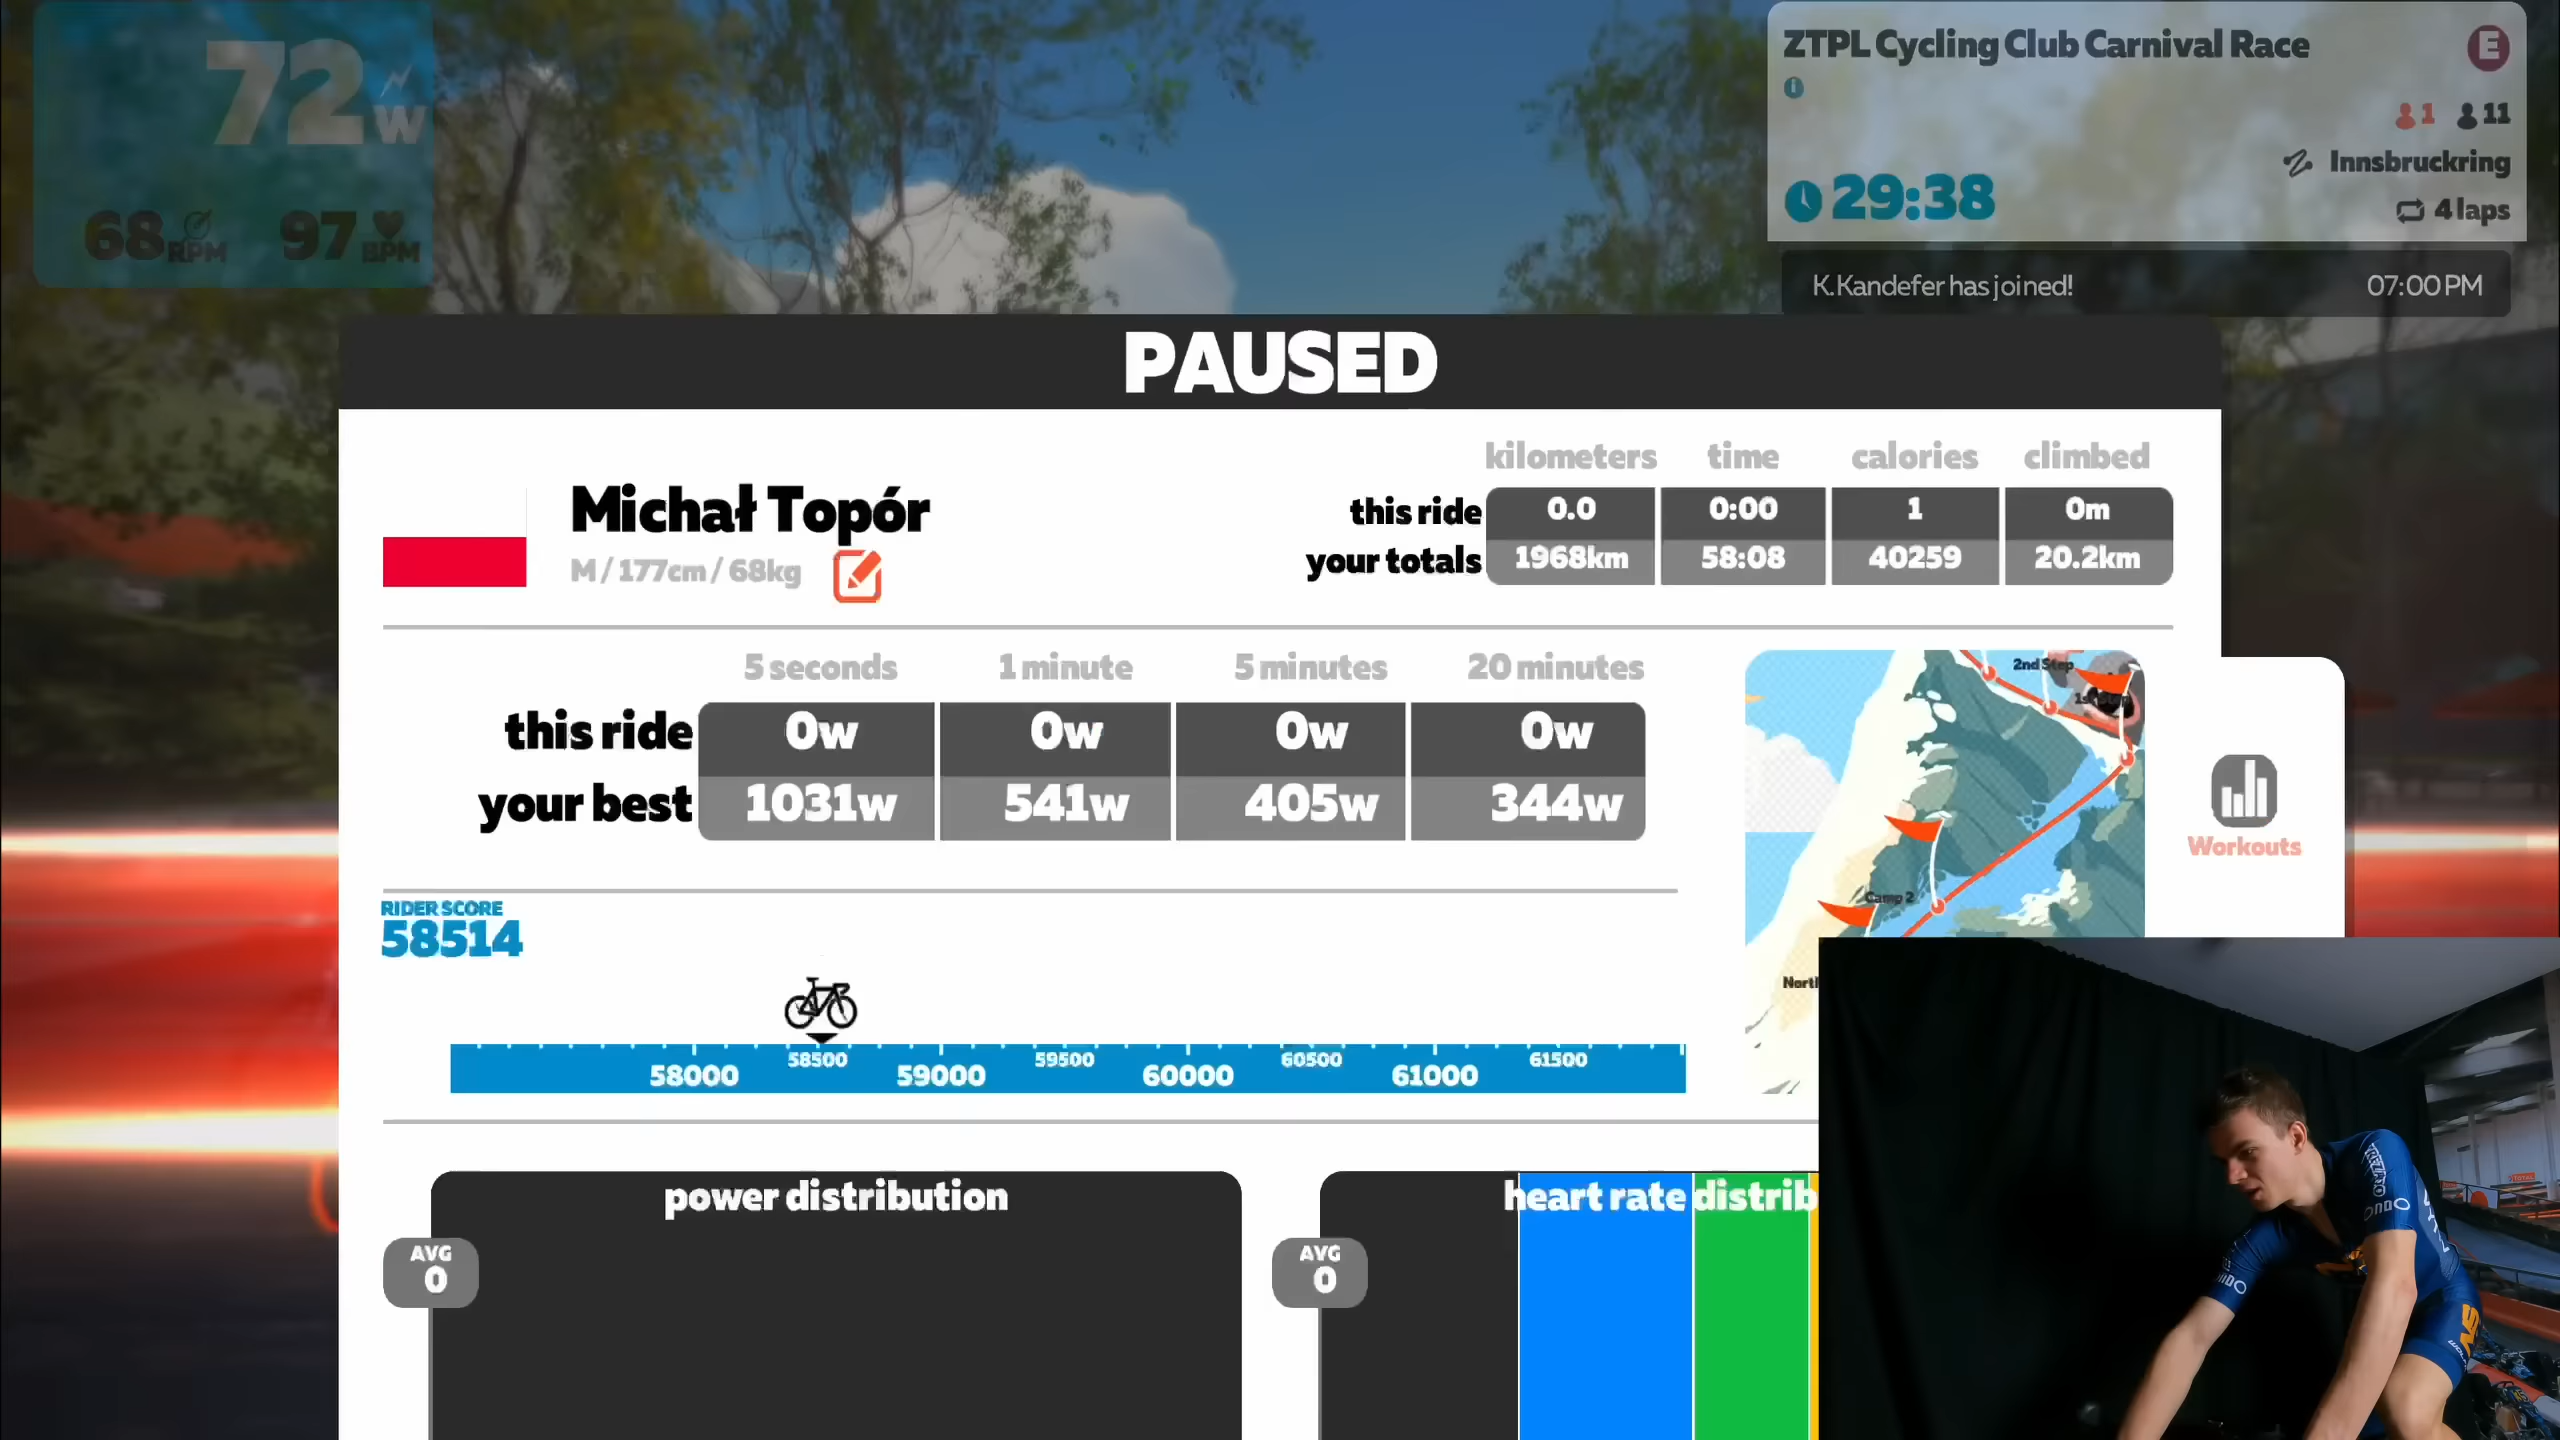 72w
68 RPM 97 BPM
ZTPL Cycling Club Carnival Race
E
1 11
Innsbruckring
29:38
4 laps
K.Kandefer has joined! 07:00 PM
PAUSED
Michał Topór
M / 177cm / 68kg
kilometers time calories climbed
this ride 0.0 0:00 1 0m
your totals 1968km 58:08 40259 20.2km
5 seconds 1 minute 5 minutes 20 minutes
this ride 0w 0w 0w 0w
your best 1031w 541w 405w 344w
2nd Step
Camp 2
Workouts
RIDER SCORE
58514
58500 59500 60500 61500
58000 59000 60000 61000
power distribution
AVG
0
heart rate distrib
AVG
0